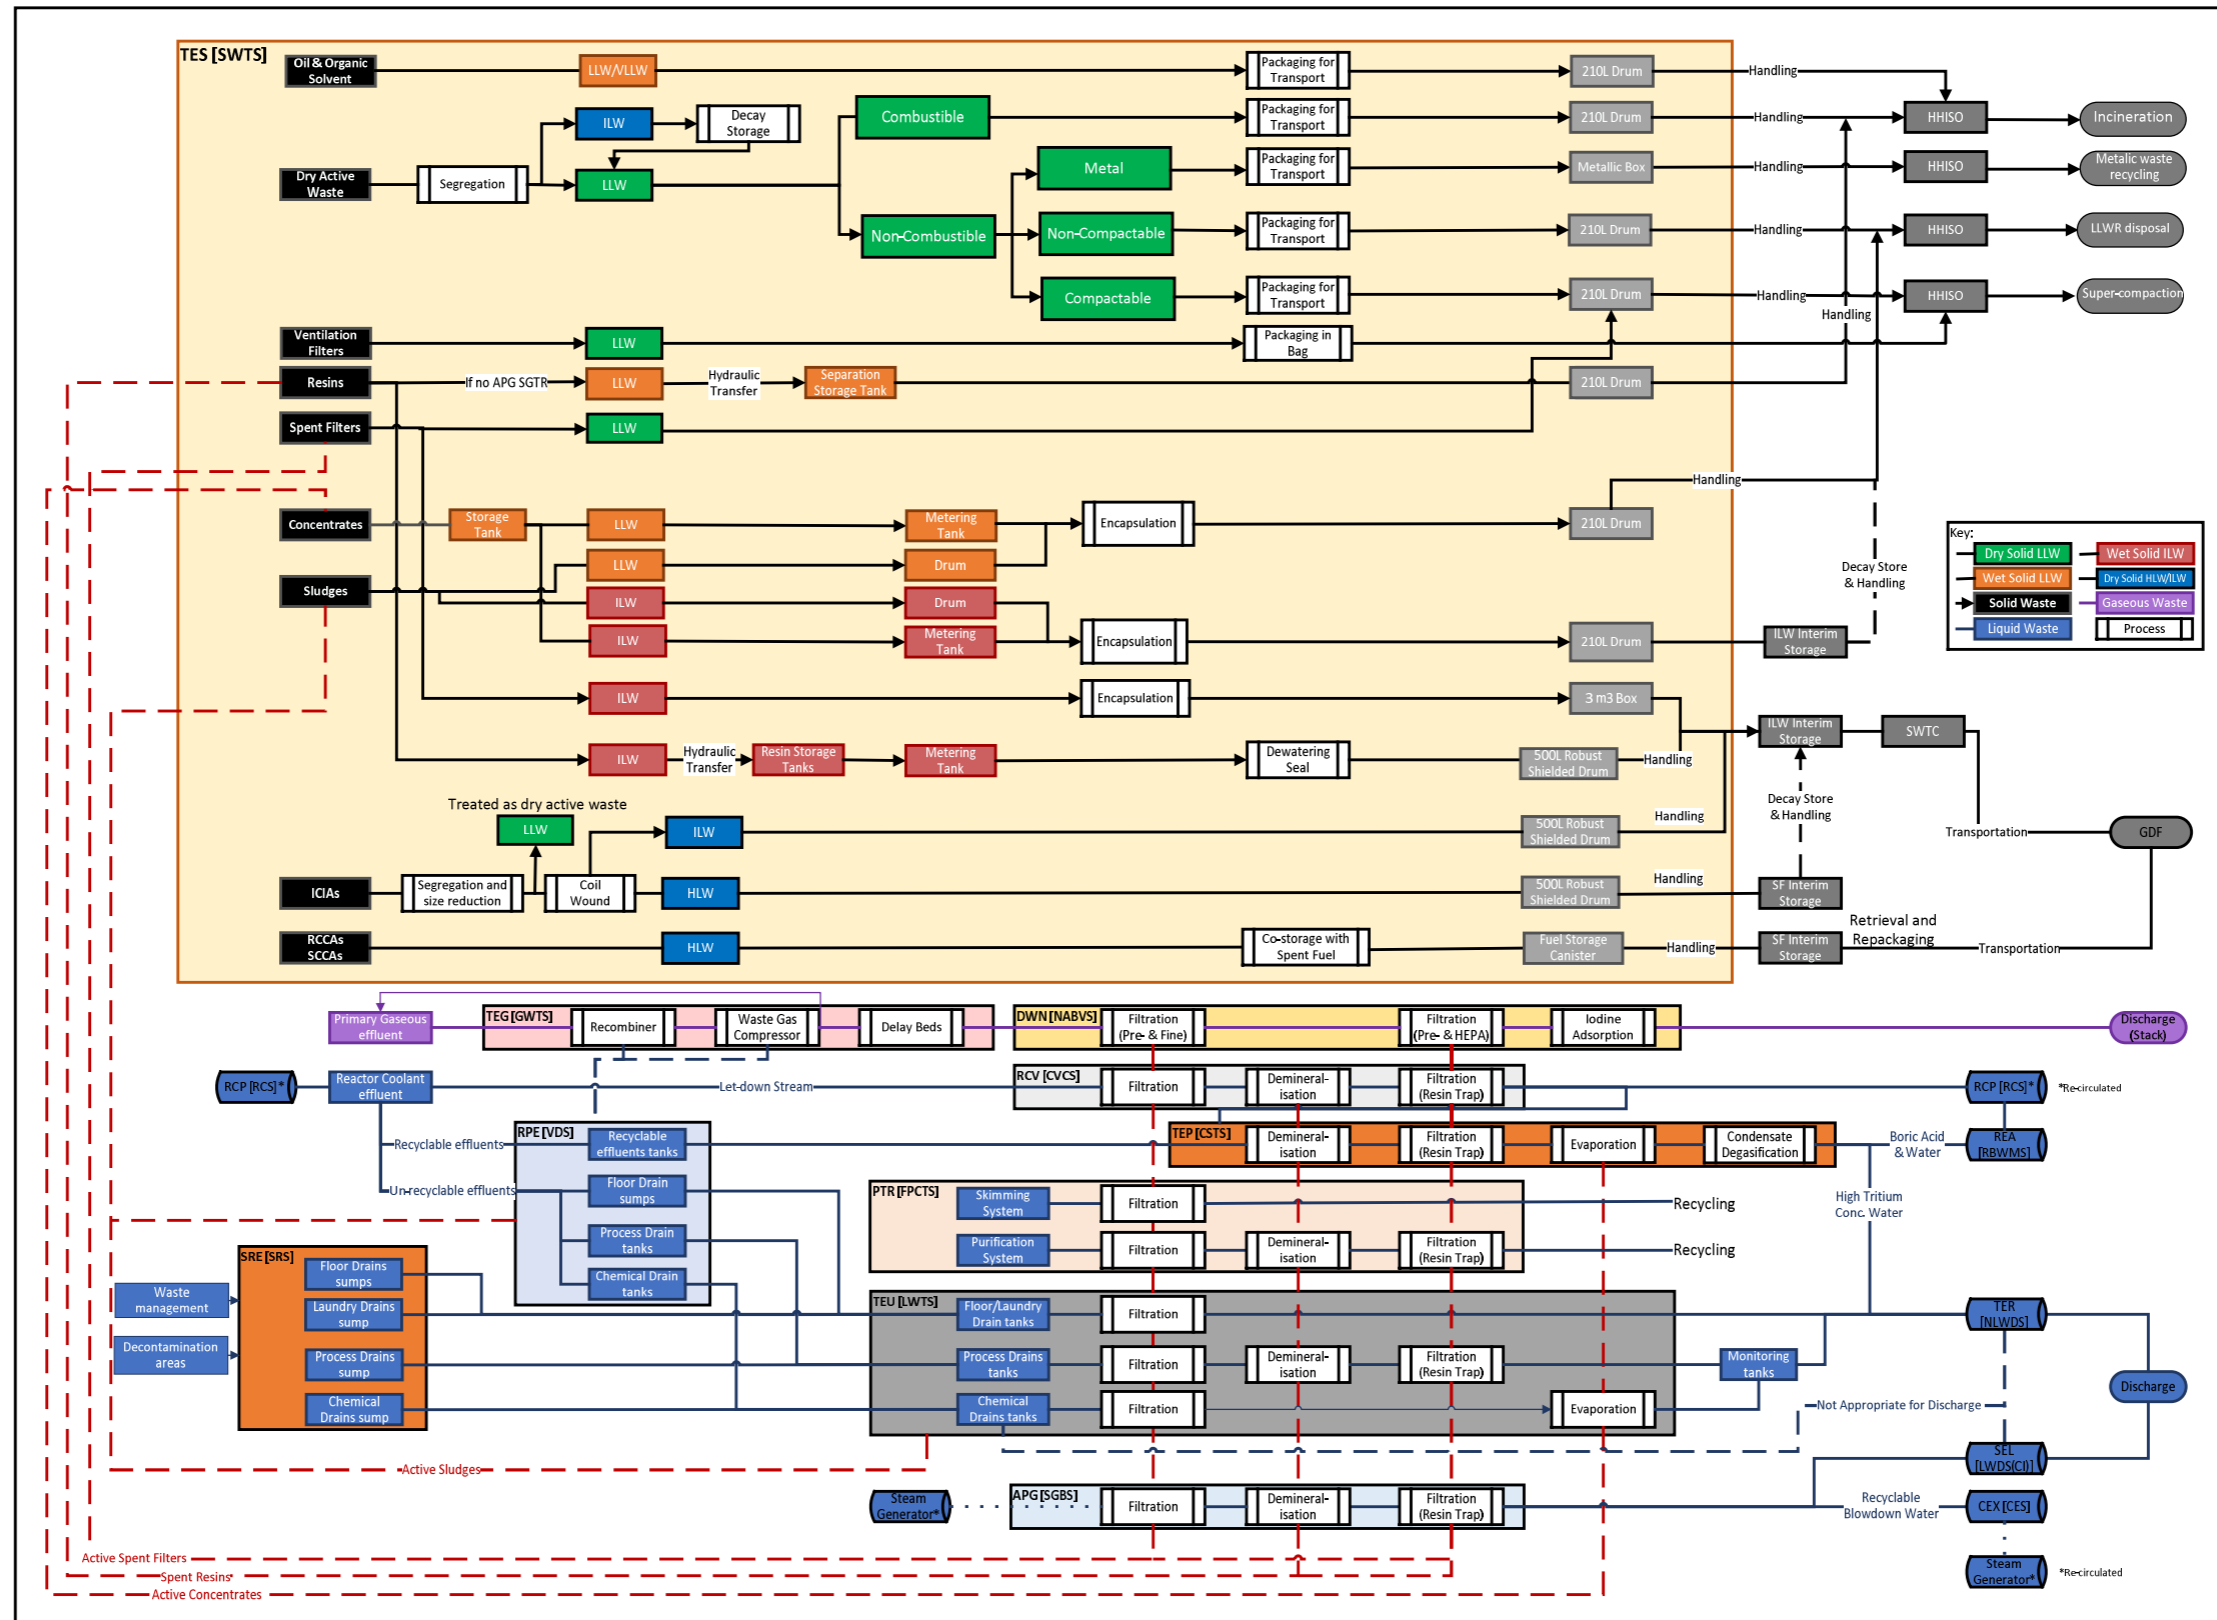 TES [SWTS]
Oil & Organic
Solvent
LLW/VLLW
Packaging for
Transport
210L Drum
Handling
ILW
Decay
Storage
Combustible
Packaging for
Transport
210L Drum
Handling
HHISO
Incineration
Dry Active
Waste
Segregation
LLW
Metal
Packaging for
Transport
Metallic Box
Handling
HHISO
Metalic waste
recycling
Non-Combustible
Non-Compactable
Packaging for
Transport
210L Drum
Handling
HHISO
LLWR disposal
Compactable
Packaging for
Transport
210L Drum
Handling
HHISO
Super-compaction
Handling
Ventilation
Filters
LLW
Packaging in
Bag
Resins
If no APG SGTR
LLW
Hydraulic
Transfer
Separation
Storage Tank
210L Drum
Spent Filters
LLW
Handling
Concentrates
Storage
Tank
LLW
Metering
Tank
Encapsulation
210L Drum
LLW
Drum
Decay Store
& Handling
Sludges
ILW
Drum
ILW
Metering
Tank
Encapsulation
210L Drum
ILW Interim
Storage
Key:
Dry Solid LLW
Wet Solid ILW
Wet Solid LLW
Dry Solid HLW/ILW
Solid Waste
Gaseous Waste
Liquid Waste
Process
ILW
Encapsulation
3 m3 Box
ILW Interim
Storage
SWTC
ILW
Hydraulic
Transfer
Resin Storage
Tanks
Metering
Tank
Dewatering
Seal
500L Robust
Shielded Drum
Handling
Treated as dry active waste
LLW
ILW
500L Robust
Shielded Drum
Handling
Decay Store
& Handling
Transportation
GDF
ICIAs
Segregation and
size reduction
Coil
Wound
HLW
500L Robust
Shielded Drum
Handling
SF Interim
Storage
Retrieval and
Repackaging
RCCAs
SCCAs
HLW
Co-storage with
Spent Fuel
Fuel Storage
Canister
Handling
SF Interim
Storage
Transportation
Primary Gaseous
effluent
TEG [GWTS]
Recombiner
Waste Gas
Compressor
Delay Beds
DWN [NABVS]
Filtration
(Pre- & Fine)
Filtration
(Pre- & HEPA)
Iodine
Adsorption
Discharge
(Stack)
RCP [RCS]*
Reactor Coolant
effluent
Let-down Stream
RCV [CVCS]
Filtration
Demineral-
isation
Filtration
(Resin Trap)
RCP [RCS]*
*Re-circulated
Recyclable effluents
RPE [VDS]
Recyclable
effluents tanks
TEP [CSTS]
Demineral-
isation
Filtration
(Resin Trap)
Evaporation
Condensate
Degasification
Boric Acid
& Water
REA
[RBWMS]
Un-recyclable effluents
Floor Drain
sumps
PTR [FPCTS]
Skimming
System
Filtration
Recycling
High Tritium
Conc. Water
Process Drain
tanks
Purification
System
Filtration
Demineral-
isation
Filtration
(Resin Trap)
Recycling
SRE [SRS]
Floor Drains
sumps
Chemical Drain
tanks
Waste
management
Laundry Drains
sump
TEU [LWTS]
Floor/Laundry
Drain tanks
Filtration
TER
[NLWDS]
Decontamination
areas
Process Drains
sump
Process Drains
tanks
Filtration
Demineral-
isation
Filtration
(Resin Trap)
Monitoring
tanks
Discharge
Chemical
Drains sump
Chemical
Drains tanks
Filtration
Evaporation
Not Appropriate for Discharge
Active Sludges
SEL
[LWDS(CI)]
Steam
Generator*
APG [SGBS]
Filtration
Demineral-
isation
Filtration
(Resin Trap)
Recyclable
Blowdown Water
CEX [CES]
Active Spent Filters
Spent Resins
Active Concentrates
Steam
Generator*
*Re-circulated